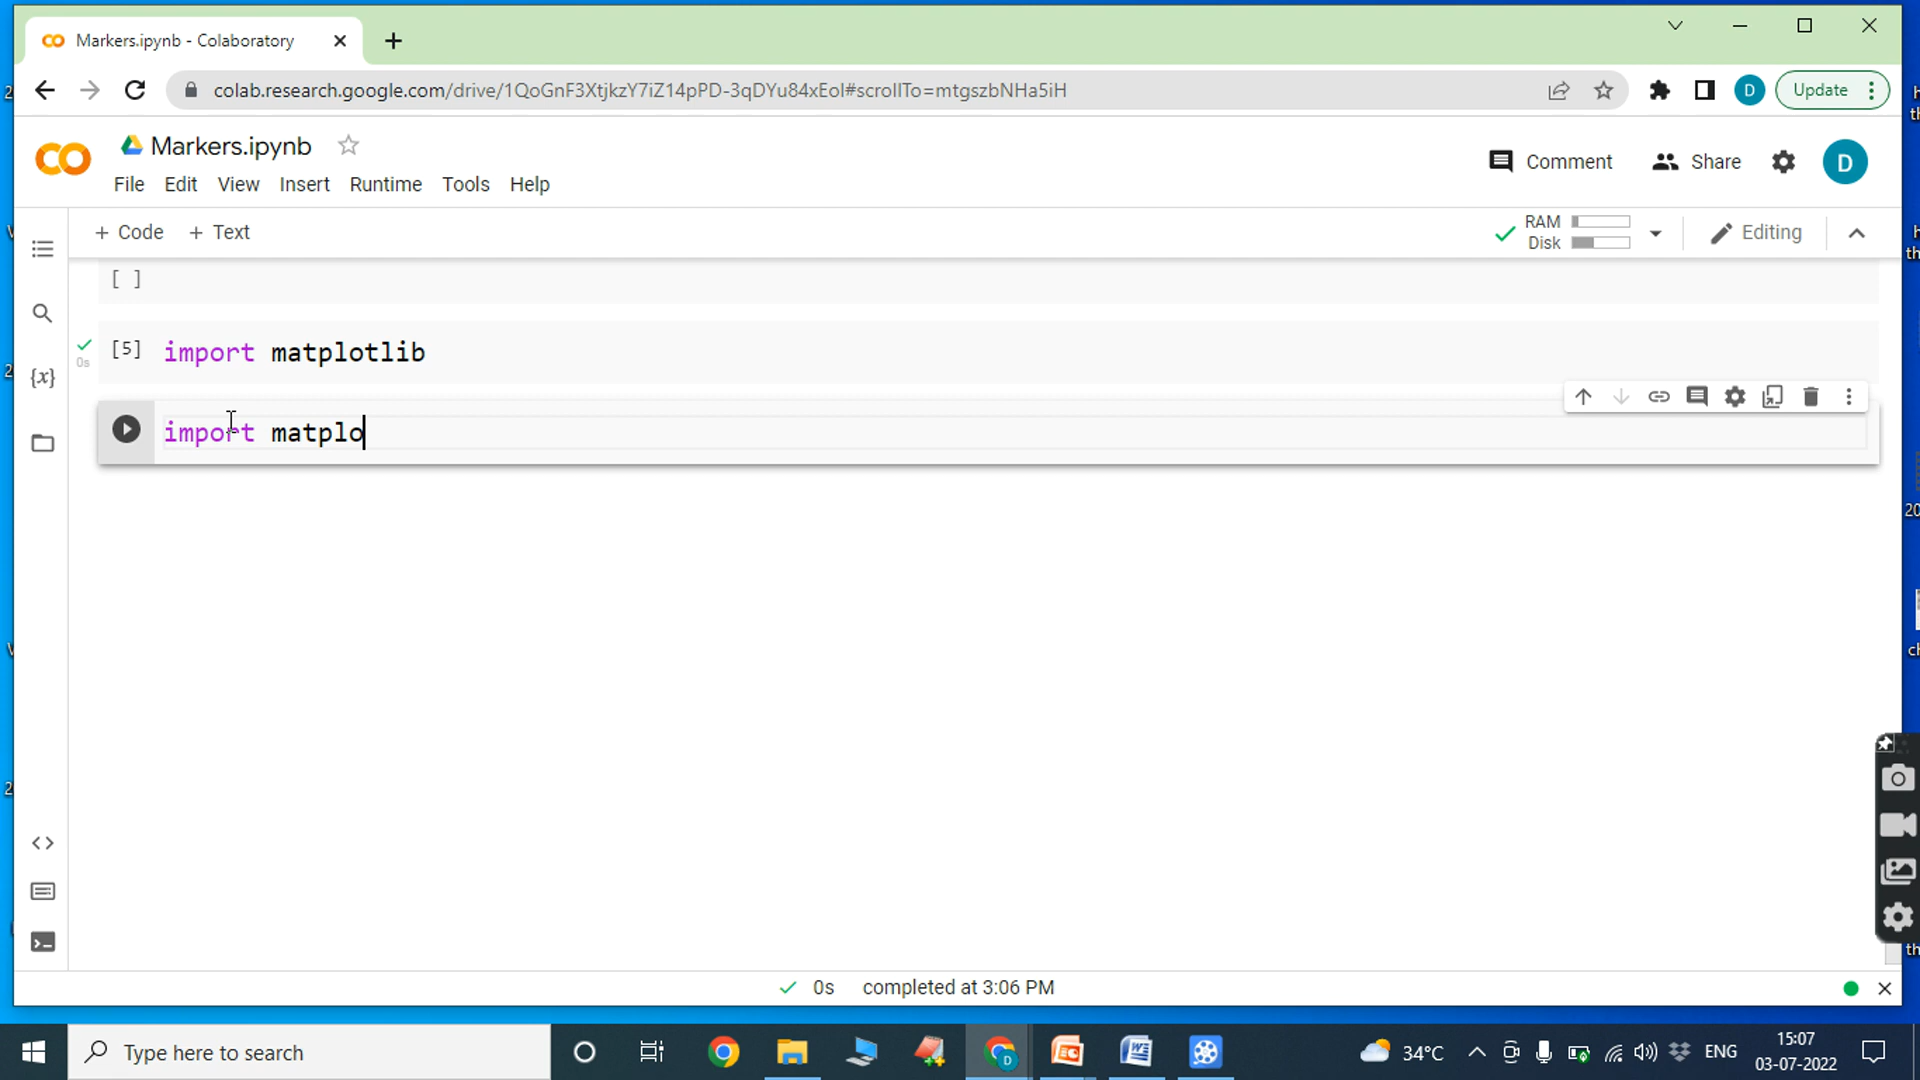 Markers.ipynb - Colaboratory
colab.research.google.com/drive/1QoGnF3XtjkzY7iZ14pPD-3qDYu84xEoI#scrollTo=mtgszbNHa5iH
D
Update
Markers.ipynb
File Edit View Insert Runtime Tools Help
Comment
Share
D
+ Code + Text
RAM
Disk
Editing
[ ]
[5] import matplotlib
0s
{x}
import matplo
0s completed at 3:06 PM
Type here to search
34°C
ENG
15:07
03-07-2022